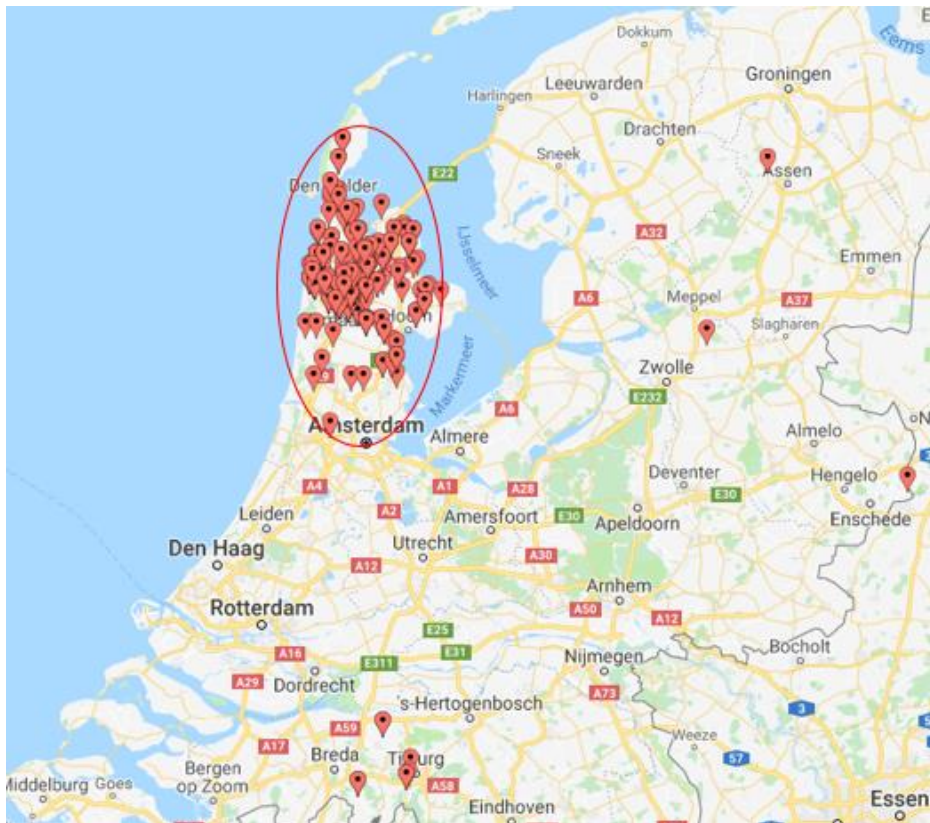 Dokkum
Eems
Groningen
Leeuwarden
Harlingen
Drachten
Sneek
Assen
E22
A32
IJsselmeer
Emmen
Meppel
A37
A6
Slagharen
Zwolle
Markermeer
E232
A6
Amsterdam
Almere
Almelo
Hengelo
A4
A1
A28
Deventer
E30
Enschede
A2
Leiden
Amersfoort
E30
Apeldoorn
Den Haag
Utrecht
A12
A30
Arnhem
A50
A12
Rotterdam
E25
E31
Bocholt
A16
E311
Nijmegen
Dordrecht
A29
A73
's-Hertogenbosch
3
A59
A17
Weeze
57
Breda
Bergen
op Zoom
A58
Middelburg
Goes
Eindhoven
Essen